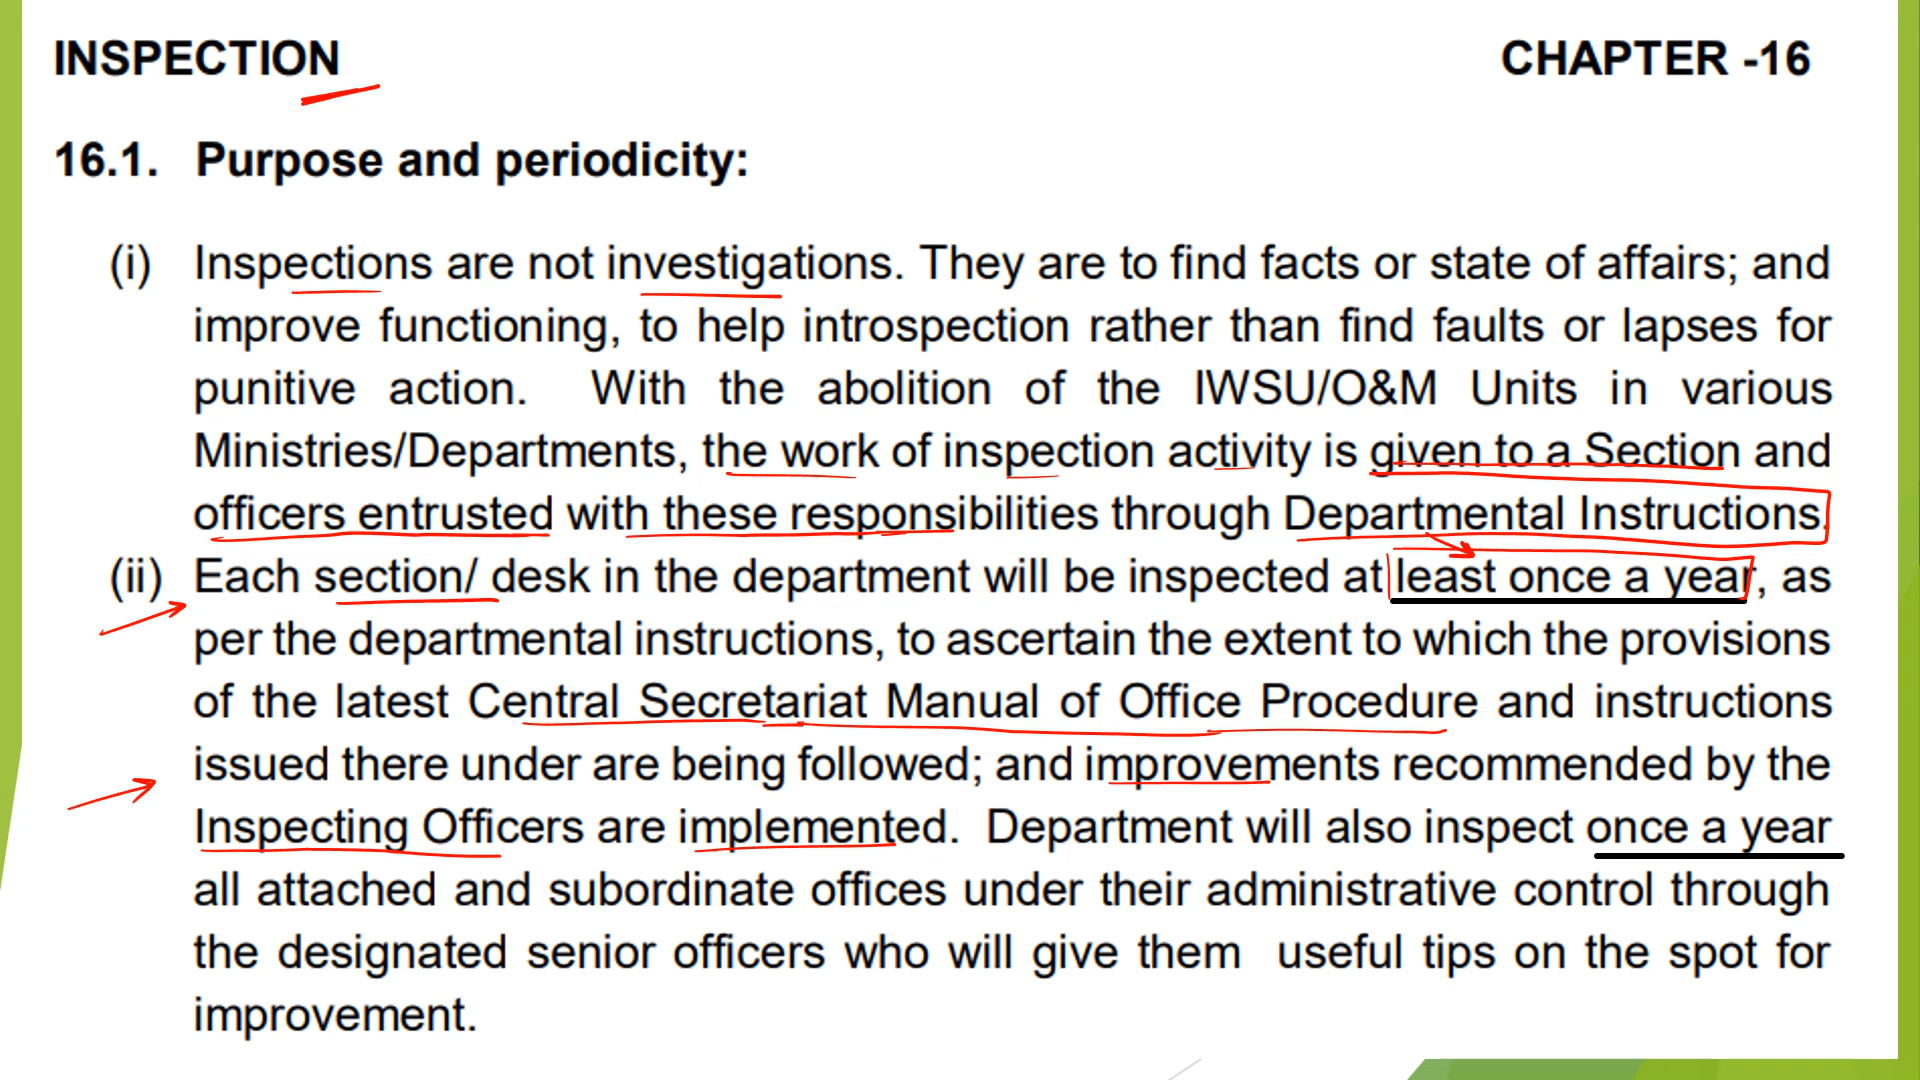 INSPECTION CHAPTER -16
16.1. Purpose and periodicity:
(i) Inspections are not investigations. They are to find facts or state of affairs; and
improve functioning, to help introspection rather than find faults or lapses for
punitive action. With the abolition of the IWSU/O&M Units in various
Ministries/Departments, the work of inspection activity is given to a Section and
officers entrusted with these responsibilities through Departmental Instructions.
(ii) Each section/ desk in the department will be inspected at least once a year, as
per the departmental instructions, to ascertain the extent to which the provisions
of the latest Central Secretariat Manual of Office Procedure and instructions
issued there under are being followed; and improvements recommended by the
Inspecting Officers are implemented. Department will also inspect once a year
all attached and subordinate offices under their administrative control through
the designated senior officers who will give them useful tips on the spot for
improvement.